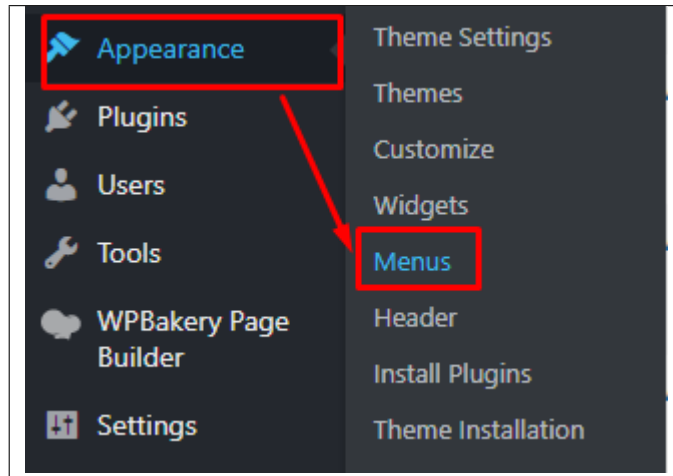 Appearance
Plugins
Users
Tools
WPBakery Page
Builder
Settings
Theme Settings
Themes
Customize
Widgets
Menus
Header
Install Plugins
Theme Installation